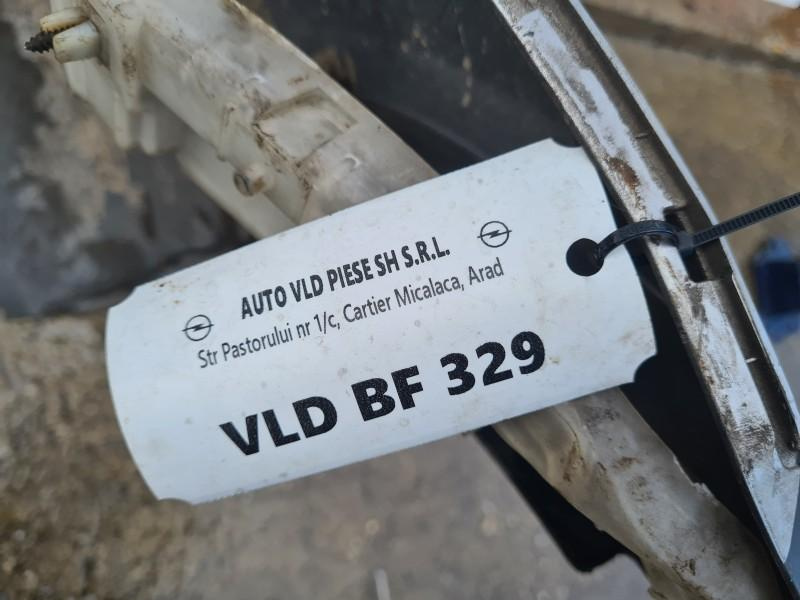 AUTO VLD PIESE SH S.R.L.
Str Pastorului nr 1/c, Cartier Micalaca, Arad
VLD BF 329